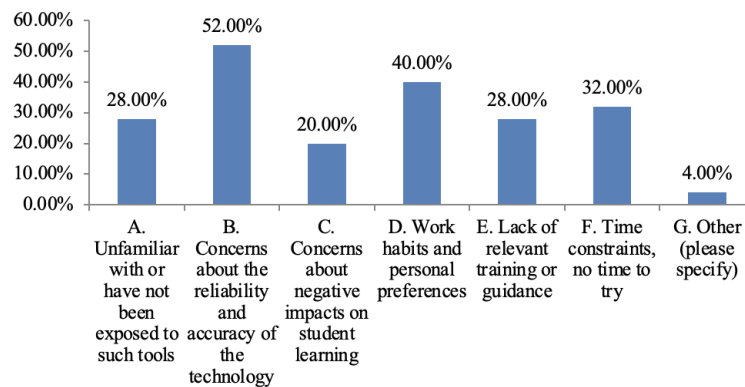 60.00%
50.00%
40.00%
30.00%
20.00%
10.00%
0.00%
28.00%
52.00%
20.00%
40.00%
28.00%
32.00%
4.00%
A.
Unfamiliar
with or
have not
been
exposed to
such tools
B.
Concerns
about the
reliability
and
accuracy of
the
technology
C.
Concerns
about
negative
impacts on
student
learning
D. Work
habits and
personal
preferences
E. Lack of
relevant
training or
guidance
F. Time
constraints,
no time to
try
G. Other
(please
specify)